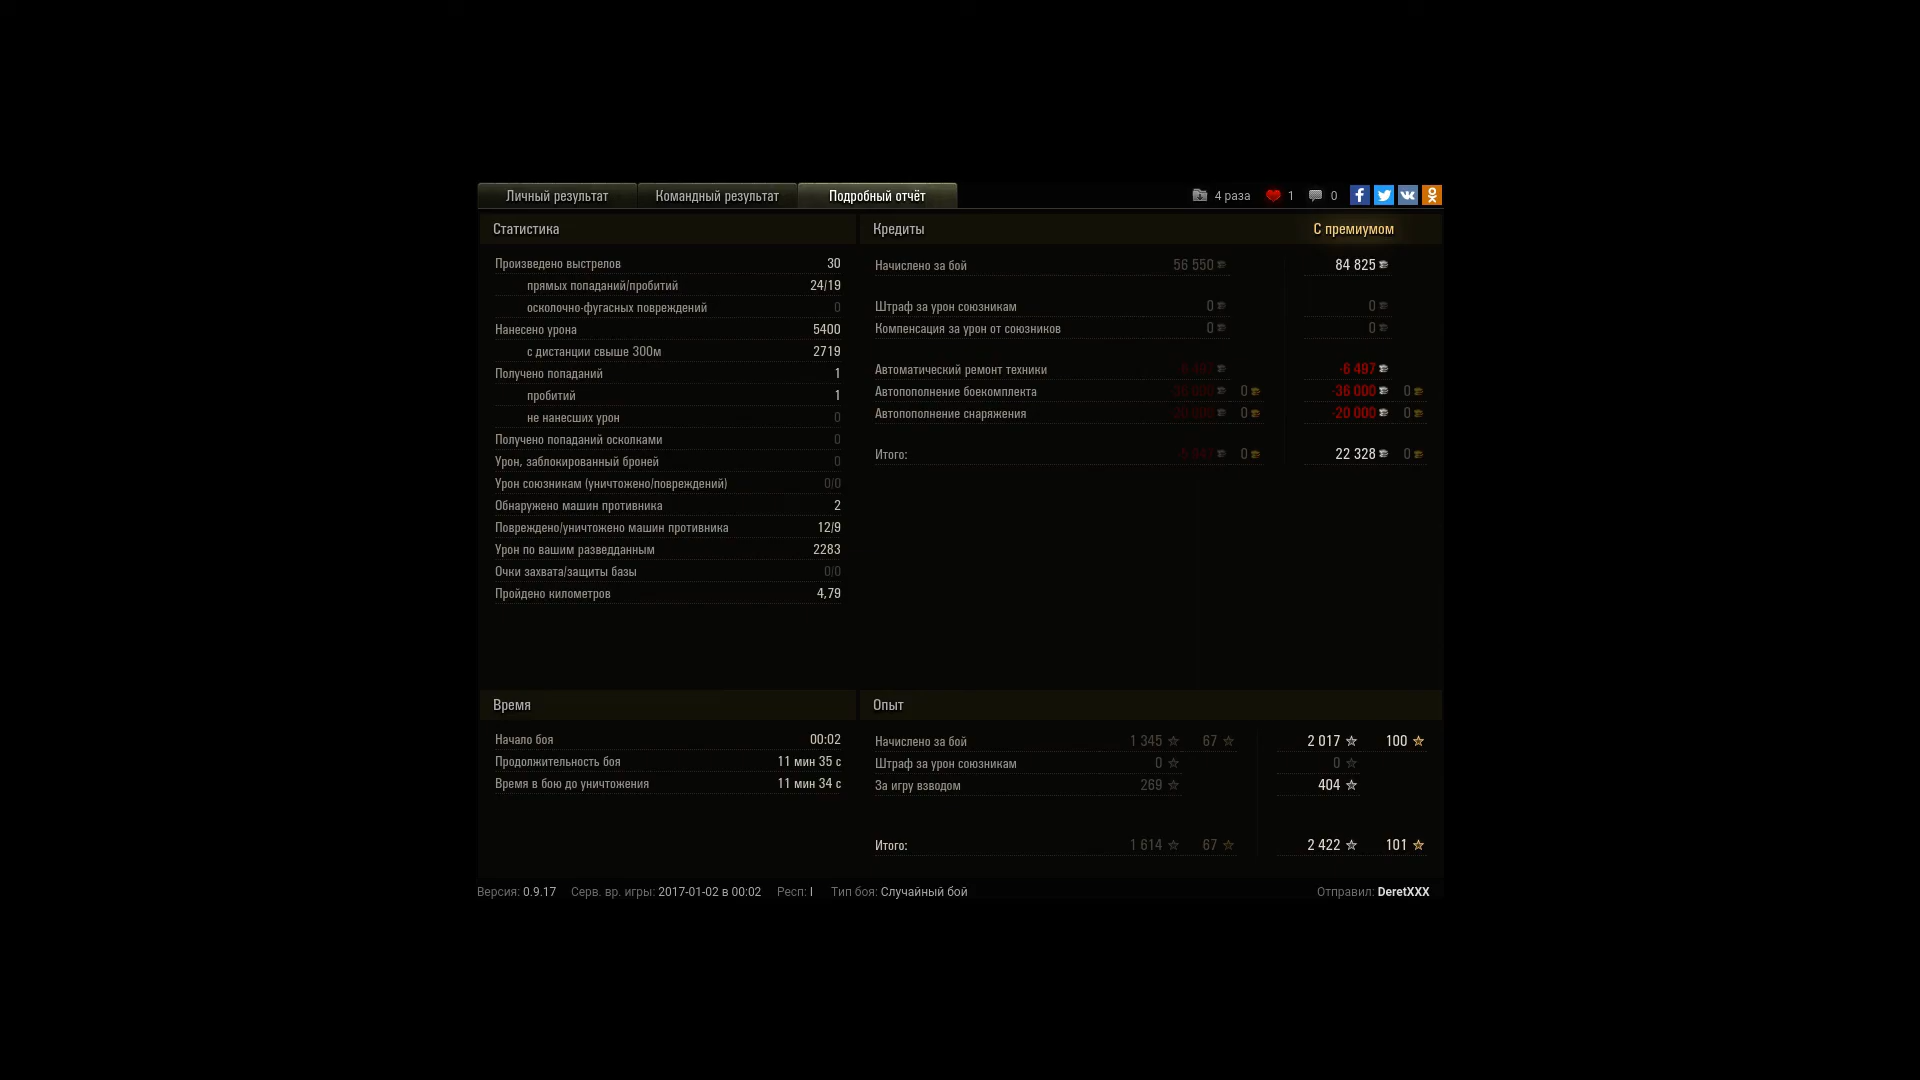 Личный результат
Командный результат
Подробный отчёт
4 раза
1
0
Статистика
Произведено выстрелов 30
прямых попаданий/пробитий 24/19
осколочно-фугасных повреждений 0
Нанесено урона 5400
с дистанции свыше 300м 2719
Получено попаданий 1
пробитий 1
не нанесших урон 0
Получено попаданий осколками 0
Урон, заблокированный броней 0
Урон союзникам (уничтожено/повреждений) 0/0
Обнаружено машин противника 2
Повреждено/уничтожено машин противника 12/9
Урон по вашим разведданным 2283
Очки захвата/защиты базы 0/0
Пройдено километров 4,79
Кредиты С премиумом
Начислено за бой 56 550 84 825
Штраф за урон союзникам 0 0
Компенсация за урон от союзников 0 0
Автоматический ремонт техники -6 497 -6 497
Автопополнение боекомплекта -36 000 0 -36 000 0
Автопополнение снаряжения -20 000 0 -20 000 0
Итого: -5 947 0 22 328 0
Время
Начало боя 00:02
Продолжительность боя 11 мин 35 с
Время в бою до уничтожения 11 мин 34 с
Опыт
Начислено за бой 1 345 67 2 017 100
Штраф за урон союзникам 0 0
За игру взводом 269 404
Итого: 1 614 67 2 422 101
Версия: 0.9.17 Серв. вр. игры: 2017-01-02 в 00:02 Респ: I Тип боя: Случайный бой
Отправил: DeretXXX